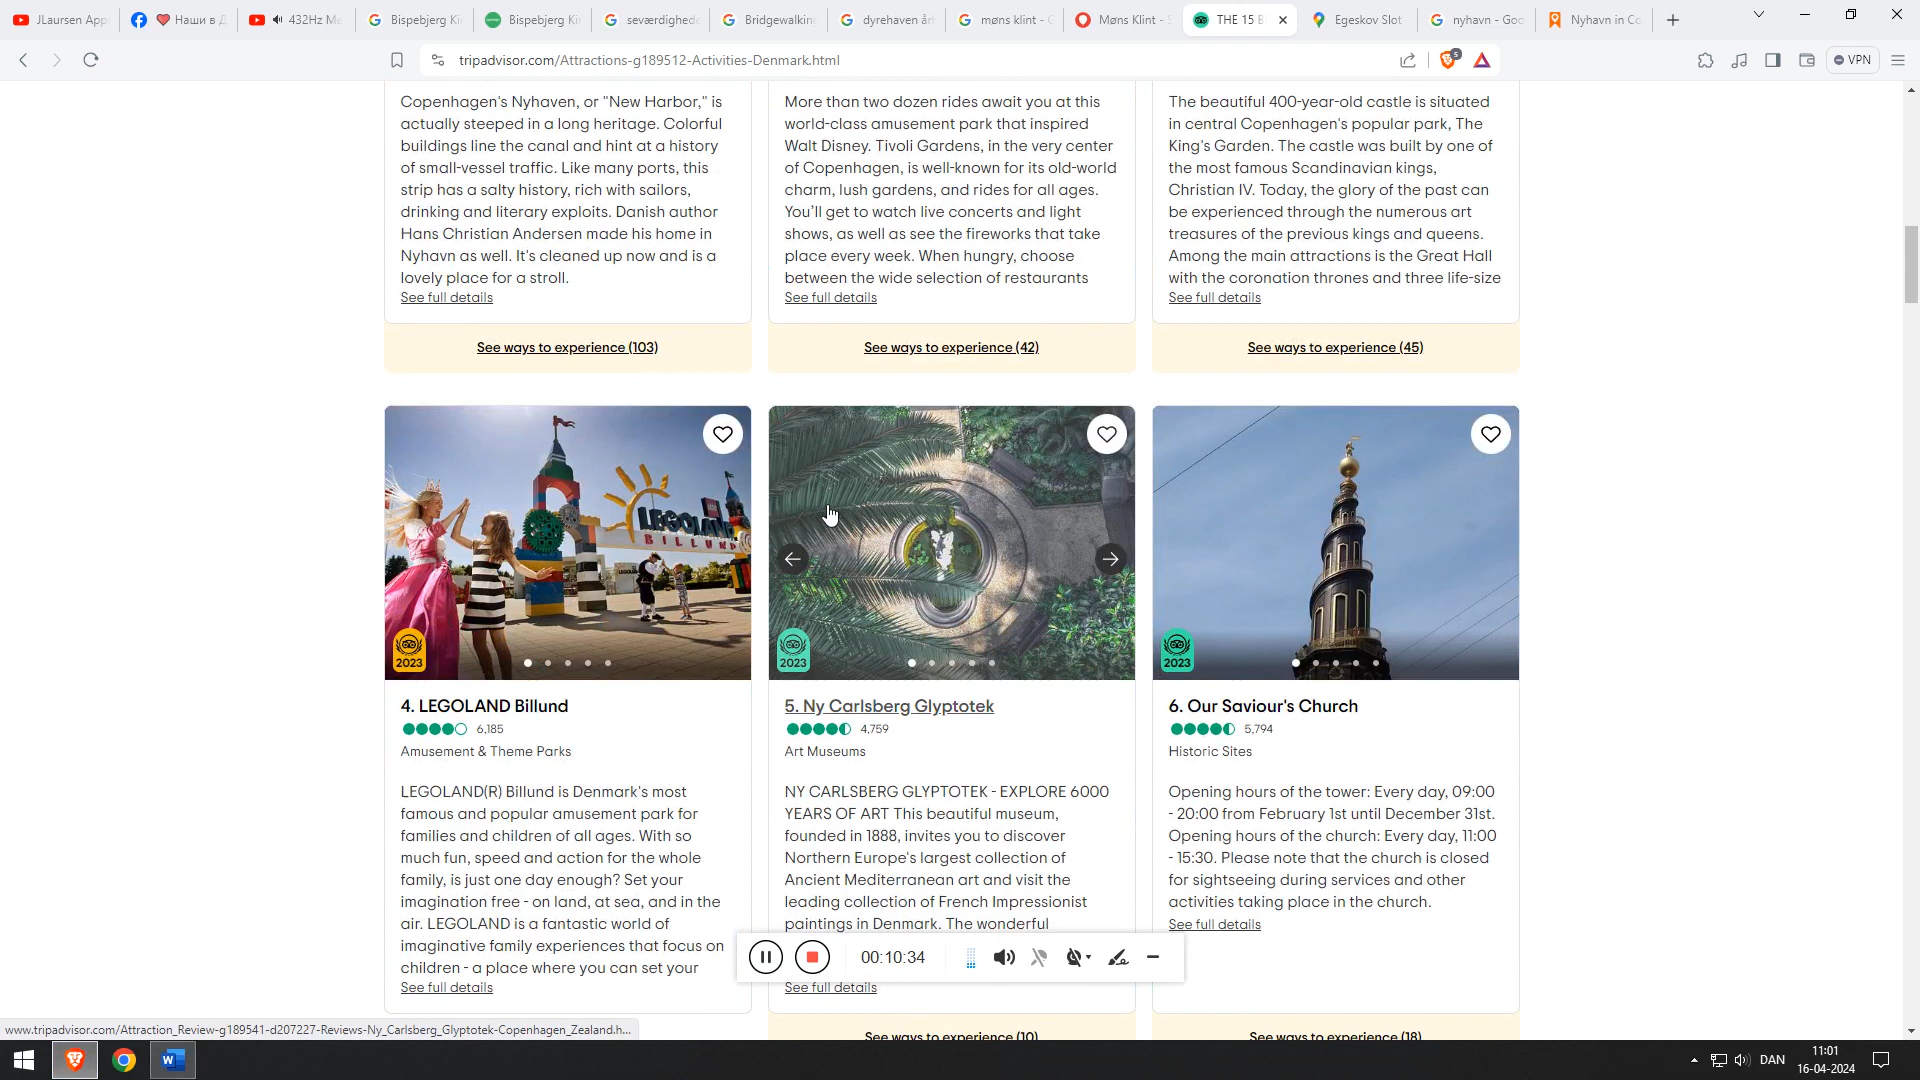 JLaursen App
Наши в Д
432Hz Me
Bispebjerg Ki
Bispebjerg Ki
seværdighede
Bridgewalking
dyrehaven år
møns klint - G
Møns Klint - S
THE 15 B
Egeskov Slot
nyhavn - Goo
Nyhavn in Co
tripadvisor.com/Attractions-g189512-Activities-Denmark.html
5
VPN
Copenhagen's Nyhaven, or "New Harbor," is
actually steeped in a long heritage. Colorful
buildings line the canal and hint at a history
of small-vessel traffic. Like many ports, this
strip has a salty history, rich with sailors,
drinking and literary exploits. Danish author
Hans Christian Andersen made his home in
Nyhavn as well. It's cleaned up now and is a
lovely place for a stroll.
See full details
See ways to experience (103)
More than two dozen rides await you at this
world-class amusement park that inspired
Walt Disney. Tivoli Gardens, in the very center
of Copenhagen, is well-known for its old-world
charm, lush gardens, and rides for all ages.
You'll get to watch live concerts and light
shows, as well as see the fireworks that take
place every week. When hungry, choose
between the wide selection of restaurants
See full details
See ways to experience (42)
The beautiful 400-year-old castle is situated
in central Copenhagen's popular park, The
King's Garden. The castle was built by one of
the most famous Scandinavian kings,
Christian IV. Today, the glory of the past can
be experienced through the numerous art
treasures of the previous kings and queens.
Among the main attractions is the Great Hall
with the coronation thrones and three life-size
See full details
See ways to experience (45)
LEGOLAND
BILLUND
2023
4. LEGOLAND Billund
6,185
Amusement & Theme Parks
LEGOLAND(R) Billund is Denmark's most
famous and popular amusement park for
families and children of all ages. With so
much fun, speed and action for the whole
family, is just one day enough? Set your
imagination free - on land, at sea, and in the
air. LEGOLAND is a fantastic world of
imaginative family experiences that focus on
children - a place where you can set your
See full details
2023
5. Ny Carlsberg Glyptotek
4,759
Art Museums
NY CARLSBERG GLYPTOTEK - EXPLORE 6000
YEARS OF ART This beautiful museum,
founded in 1888, invites you to discover
Northern Europe's largest collection of
Ancient Mediterranean art and visit the
leading collection of French Impressionist
paintings in Denmark. The wonderful
See full details
See ways to experience (10)
2023
6. Our Saviour's Church
5,794
Historic Sites
Opening hours of the tower: Every day, 09:00
- 20:00 from February 1st until December 31st.
Opening hours of the church: Every day, 11:00
- 15:30. Please note that the church is closed
for sightseeing during services and other
activities taking place in the church.
See full details
See ways to experience (18)
00:10:34
www.tripadvisor.com/Attraction_Review-g189541-d207227-Reviews-Ny_Carlsberg_Glyptotek-Copenhagen_Zealand.h...
DAN
11:01
16-04-2024